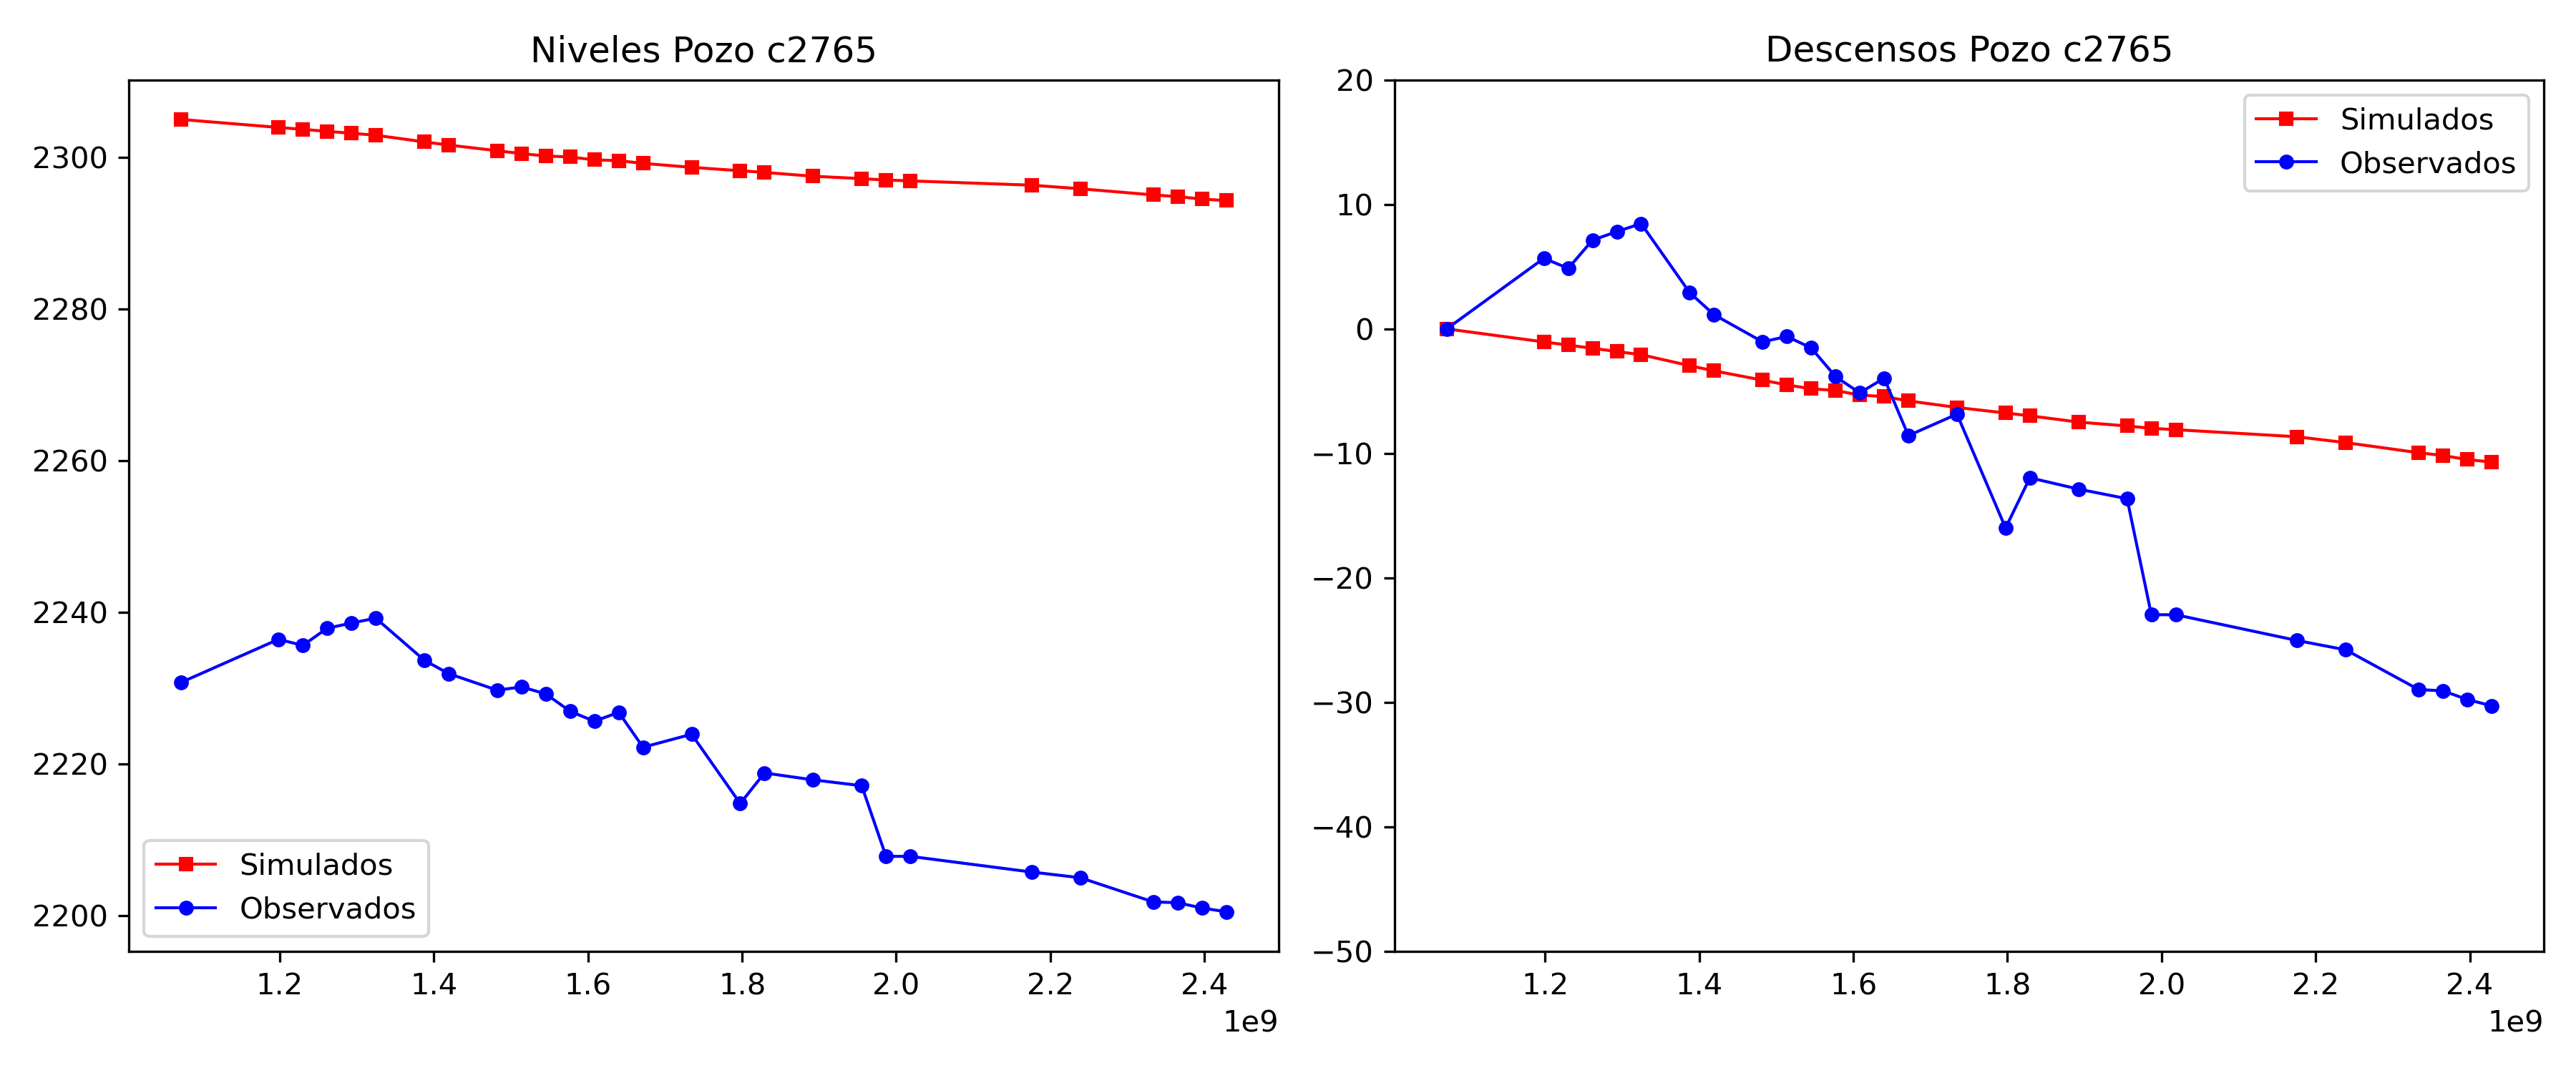 Niveles Pozo c2765
2300
2280
2260
2240
2220
2200
Simulados
Observados
1.2 1.4 1.6 1.8 2.0 2.2 2.4
1e9
Descensos Pozo c2765
20
10
0
−10
−20
−30
−40
−50
Simulados
Observados
1.2 1.4 1.6 1.8 2.0 2.2 2.4
1e9